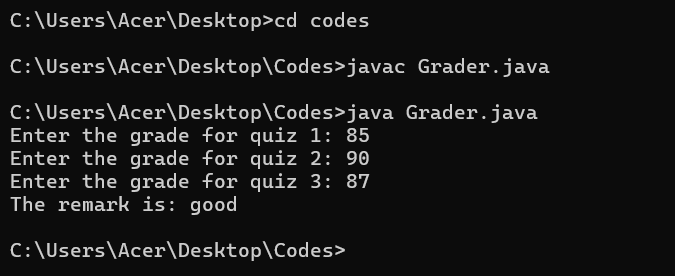 C:\Users\Acer\Desktop>cd codes
C:\Users\Acer\Desktop\Codes>javac Grader.java
C:\Users\Acer\Desktop\Codes>java Grader.java
Enter the grade for quiz 1: 85
Enter the grade for quiz 2: 90
Enter the grade for quiz 3: 87
The remark is: good
C:\Users\Acer\Desktop\Codes>